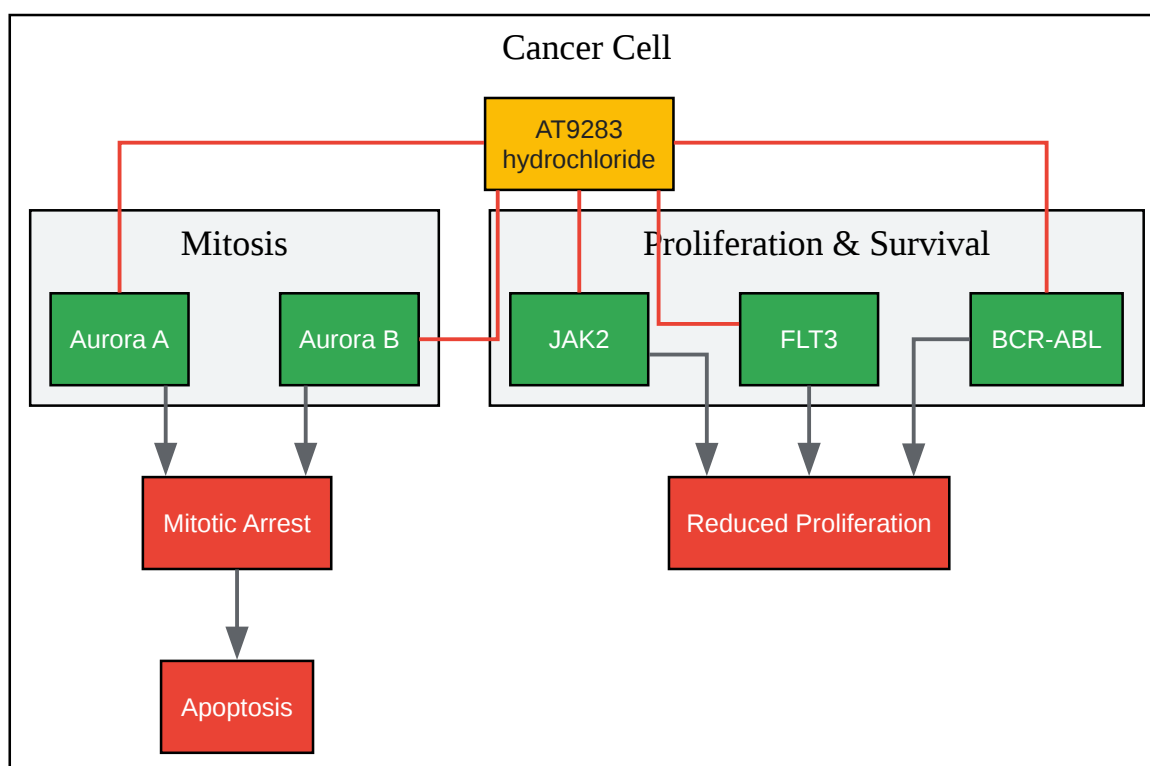 Cancer Cell
AT9283
hydrochloride
Mitosis
Proliferation & Survival
Aurora A
Aurora B
JAK2
FLT3
BCR-ABL
Mitotic Arrest
Reduced Proliferation
Apoptosis